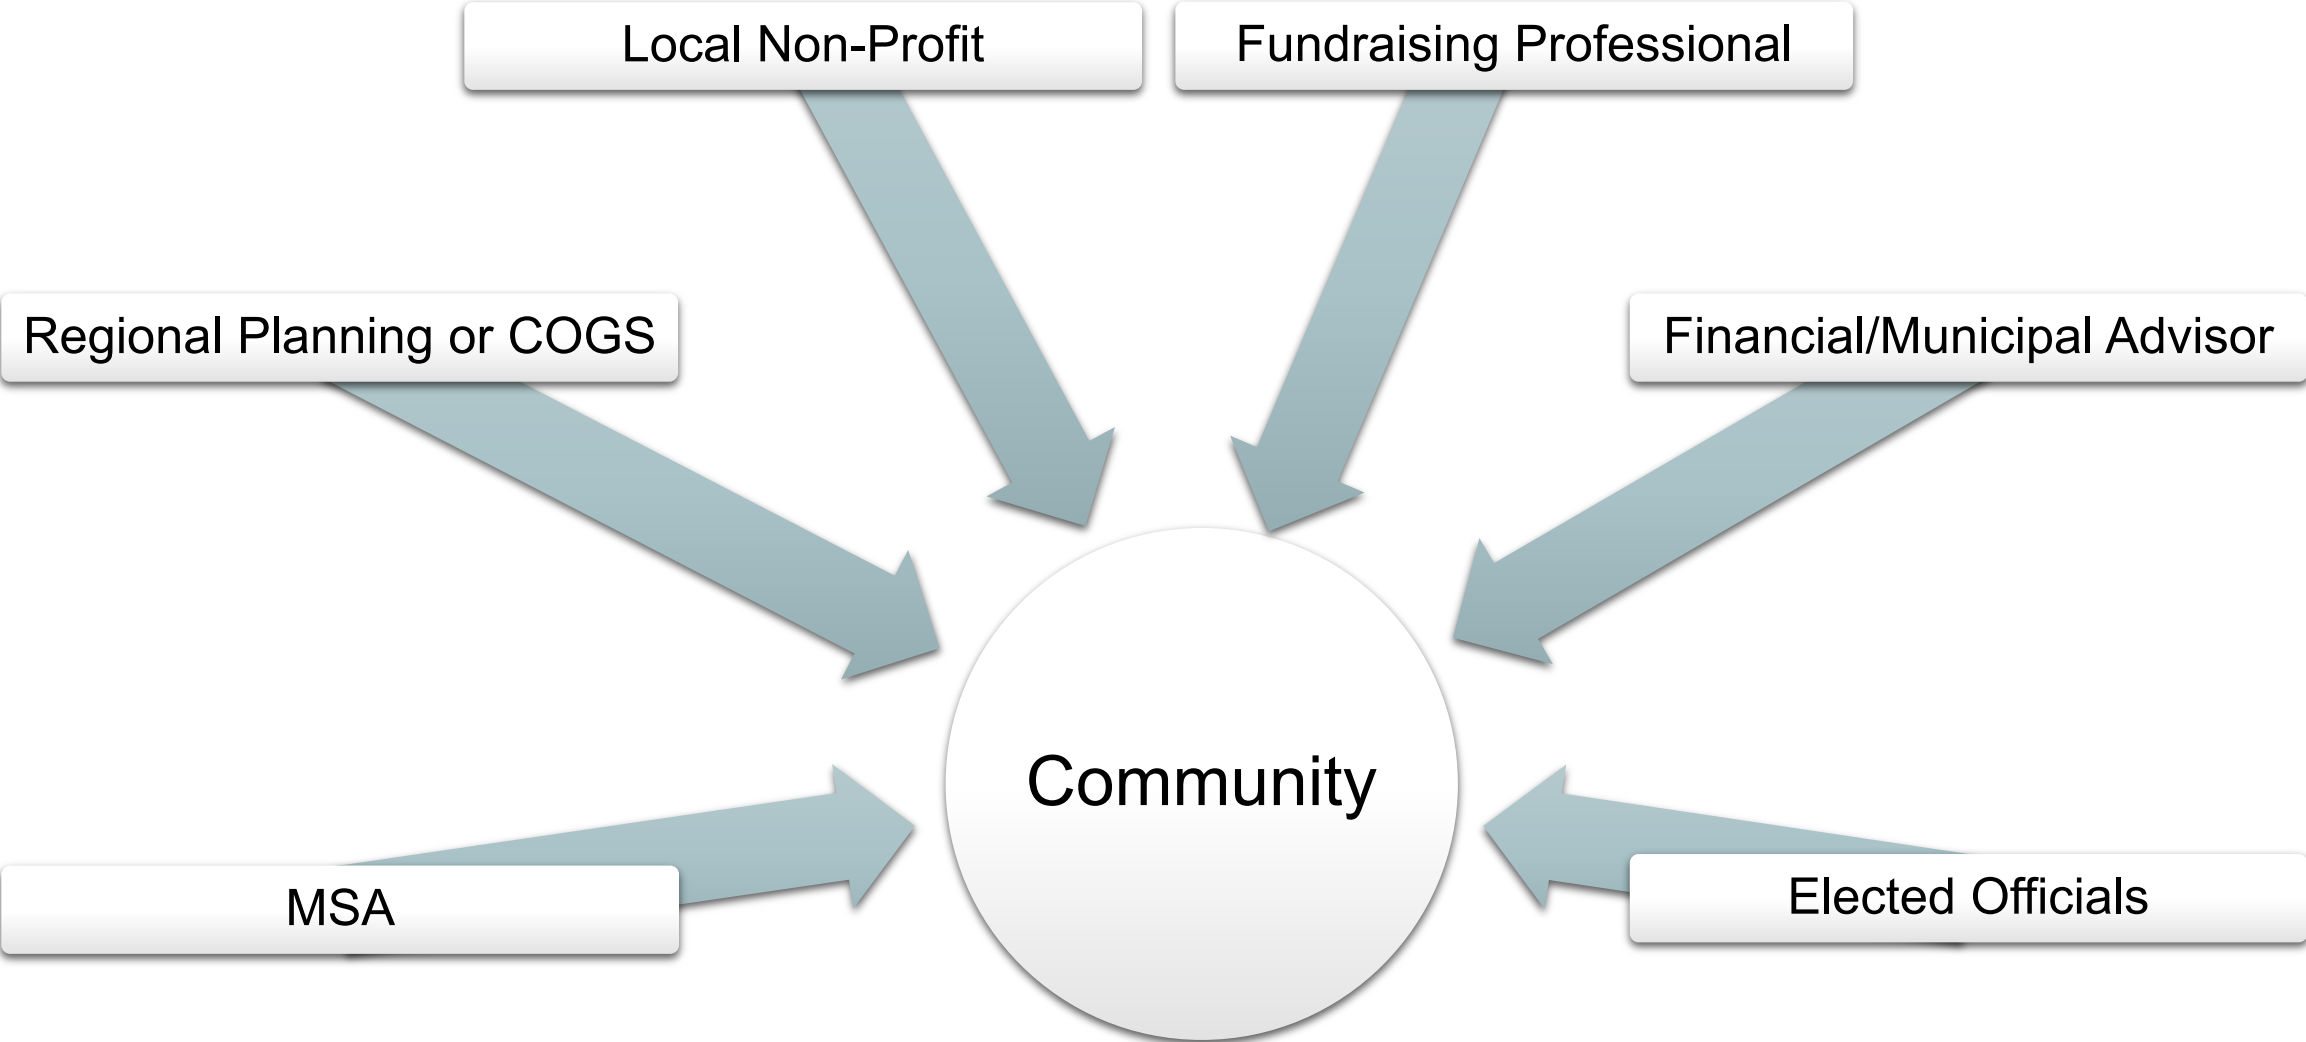 Local Non-Profit
Fundraising Professional
Regional Planning or COGS
Financial/Municipal Advisor
Community
MSA
Elected Officials